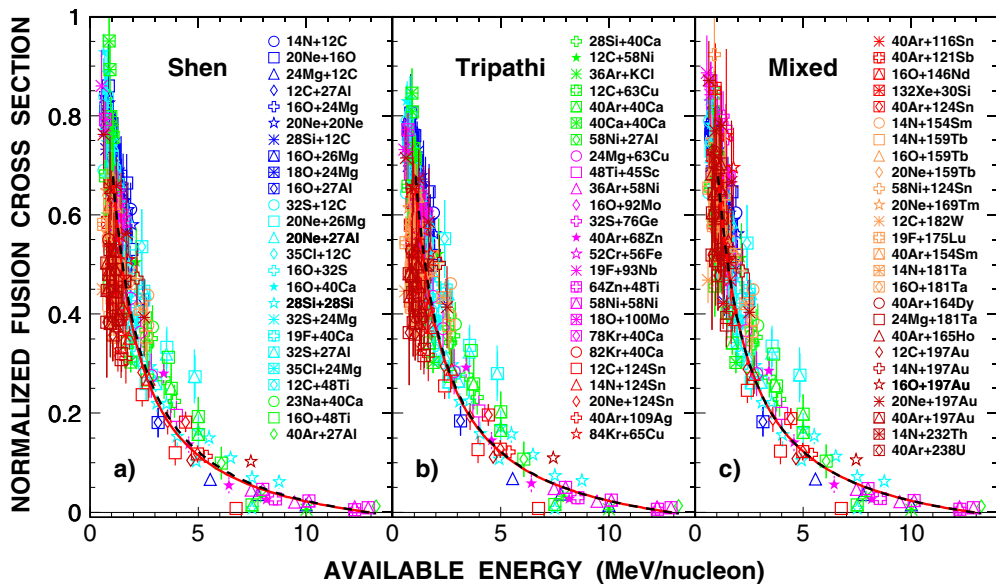 NORMALIZED FUSION CROSS SECTION
1
0.8
0.6
0.4
0.2
0
Shen
14N+12C
20Ne+16O
24Mg+12C
12C+27Al
16O+24Mg
20Ne+20Ne
28Si+12C
16O+26Mg
18O+24Mg
16O+27Al
32S+12C
20Ne+26Mg
20Ne+27Al
35Cl+12C
16O+32S
16O+40Ca
28Si+28Si
32S+24Mg
19F+40Ca
32S+27Al
35Cl+24Mg
12C+48Ti
23Na+40Ca
16O+48Ti
40Ar+27Al
a)
Tripathi
28Si+40Ca
12C+58Ni
36Ar+KCl
12C+63Cu
40Ar+40Ca
40Ca+40Ca
58Ni+27Al
24Mg+63Cu
48Ti+45Sc
36Ar+58Ni
16O+92Mo
32S+76Ge
40Ar+68Zn
52Cr+56Fe
19F+93Nb
64Zn+48Ti
58Ni+58Ni
18O+100Mo
78Kr+40Ca
82Kr+40Ca
12C+124Sn
14N+124Sn
20Ne+124Sn
40Ar+109Ag
84Kr+65Cu
b)
Mixed
40Ar+116Sn
40Ar+121Sb
16O+146Nd
132Xe+30Si
40Ar+124Sn
14N+154Sm
14N+159Tb
16O+159Tb
20Ne+159Tb
58Ni+124Sn
20Ne+169Tm
12C+182W
19F+175Lu
40Ar+154Sm
14N+181Ta
16O+181Ta
40Ar+164Dy
24Mg+181Ta
40Ar+165Ho
12C+197Au
14N+197Au
16O+197Au
20Ne+197Au
40Ar+197Au
14N+232Th
40Ar+238U
c)
0 5 10 0 5 10 0 5 10
AVAILABLE ENERGY (MeV/nucleon)